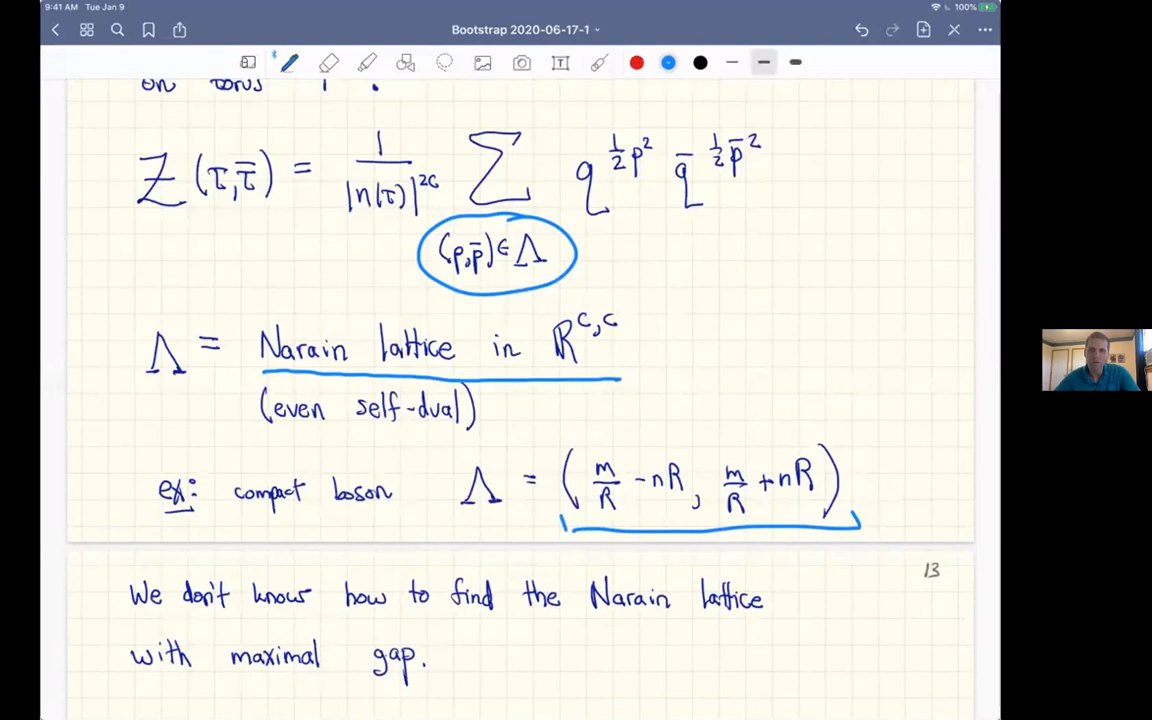 9:41 AM Tue Jan 9
100%
Bootstrap 2020-06-17-1
on torus
Z(τ,τ̄) = 1/|η(τ)|^{2c} Σ_{(p,p̄)∈Λ} q^{½p²} q̄^{½p̄²}
Λ = Narain lattice in ℝ^{c,c}
(even self-dual)
ex: compact boson Λ = (m/R - nR, m/R + nR)
13
We don't know how to find the Narain lattice
with maximal gap.